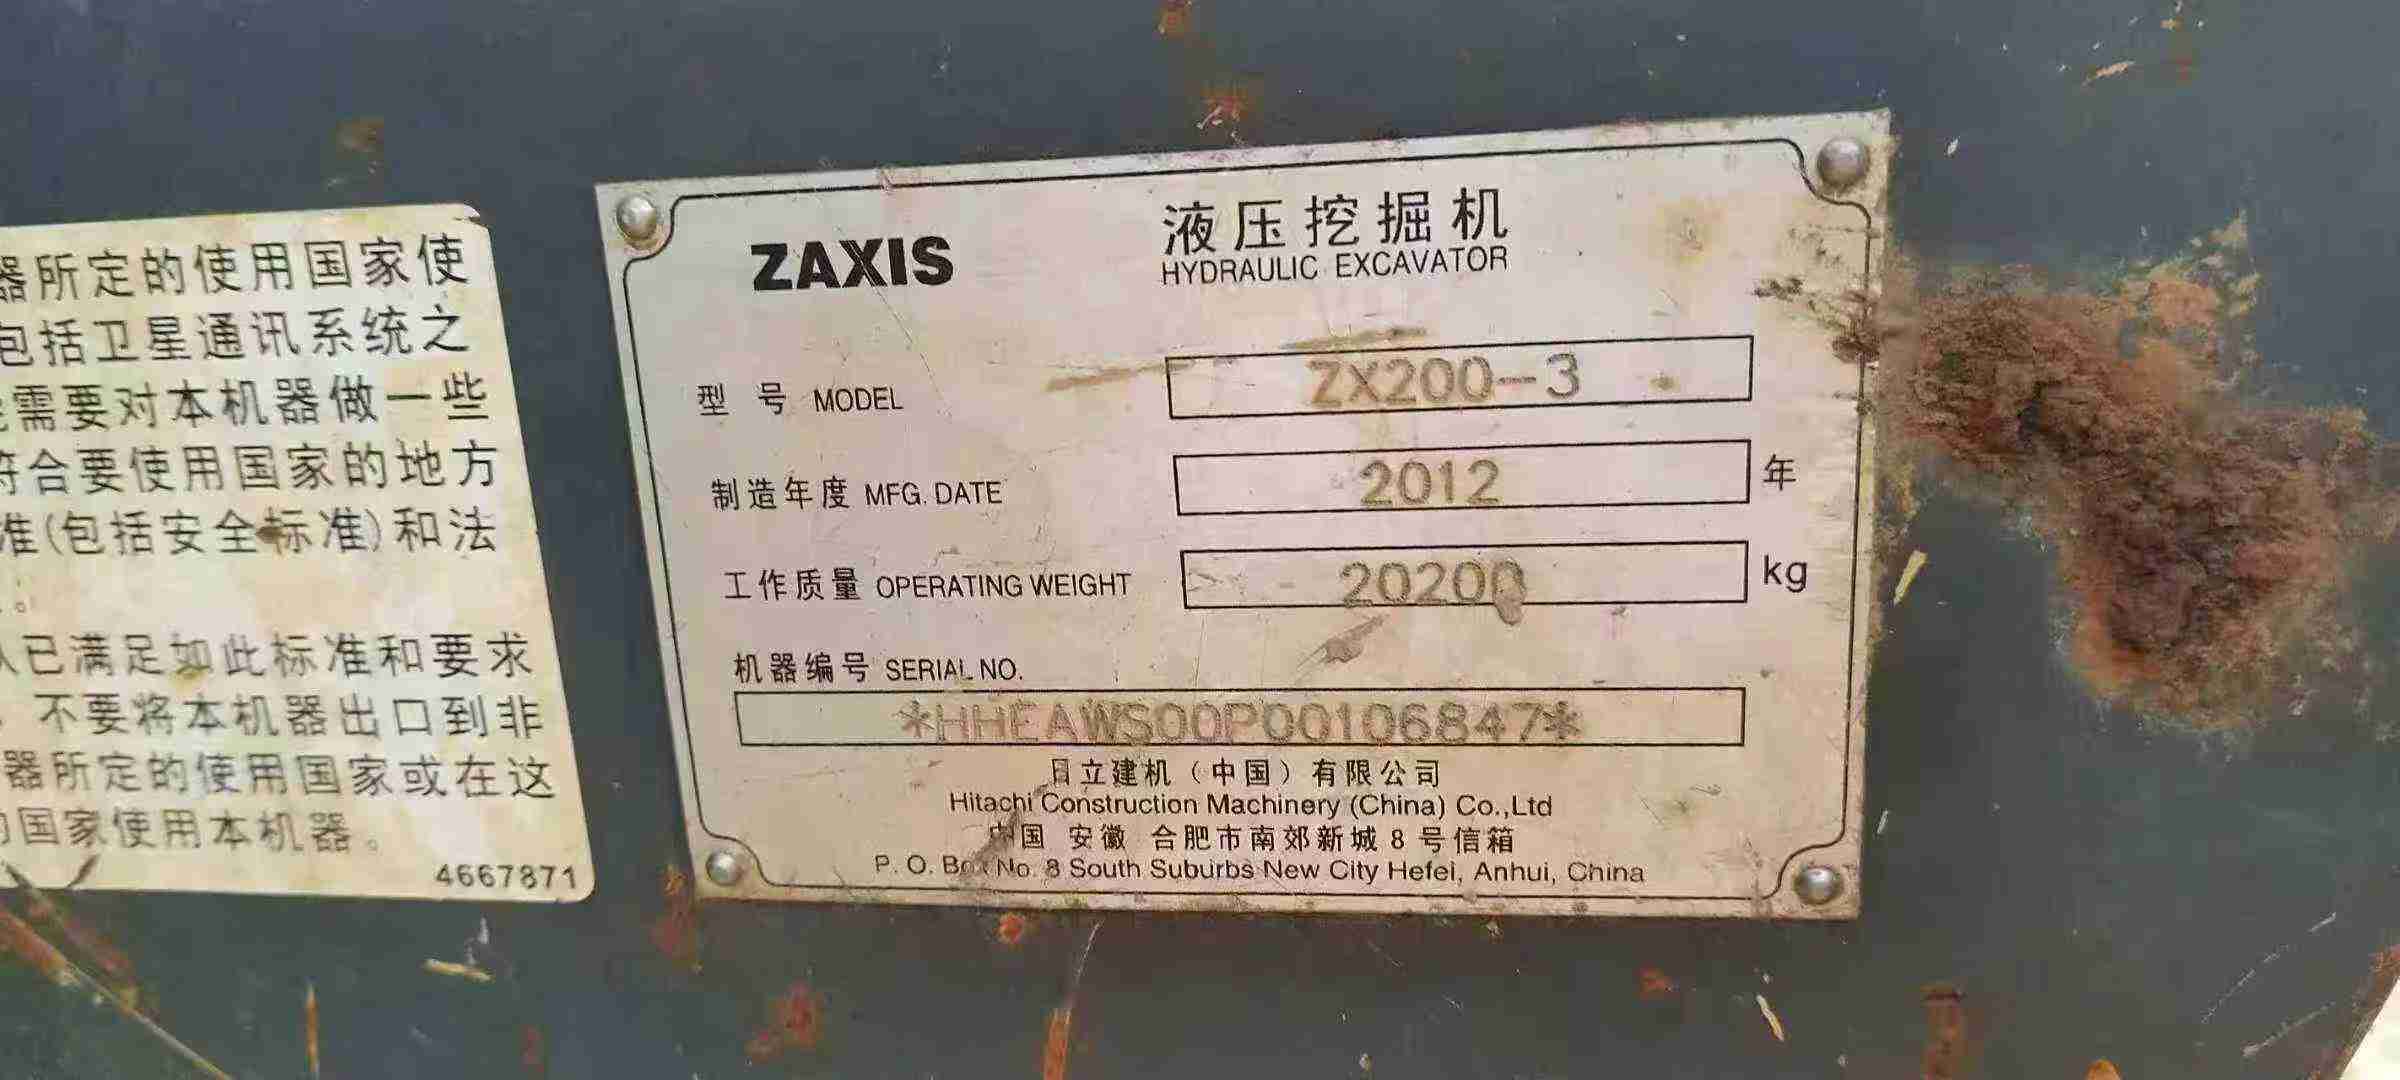 器所定的使用国家使
包括卫星通讯系统之
需要对本机器做一些
符合要使用国家的地方
准(包括安全标准)和法
。
已满足如此标准和要求
不要将本机器出口到非
器所定的使用国家或在这
国家使用本机器。
4667871
ZAXIS
液压挖掘机
HYDRAULIC EXCAVATOR
型号 MODEL ZX200-3
制造年度 MFG. DATE 2012 年
工作质量 OPERATING WEIGHT 20200 kg
机器编号 SERIAL NO.
*HHEAWS00P00106847*
日立建机（中国）有限公司
Hitachi Construction Machinery (China) Co.,Ltd
中国 安徽 合肥市南郊新城 8 号信箱
P. O. Box No. 8 South Suburbs New City Hefei, Anhui, China